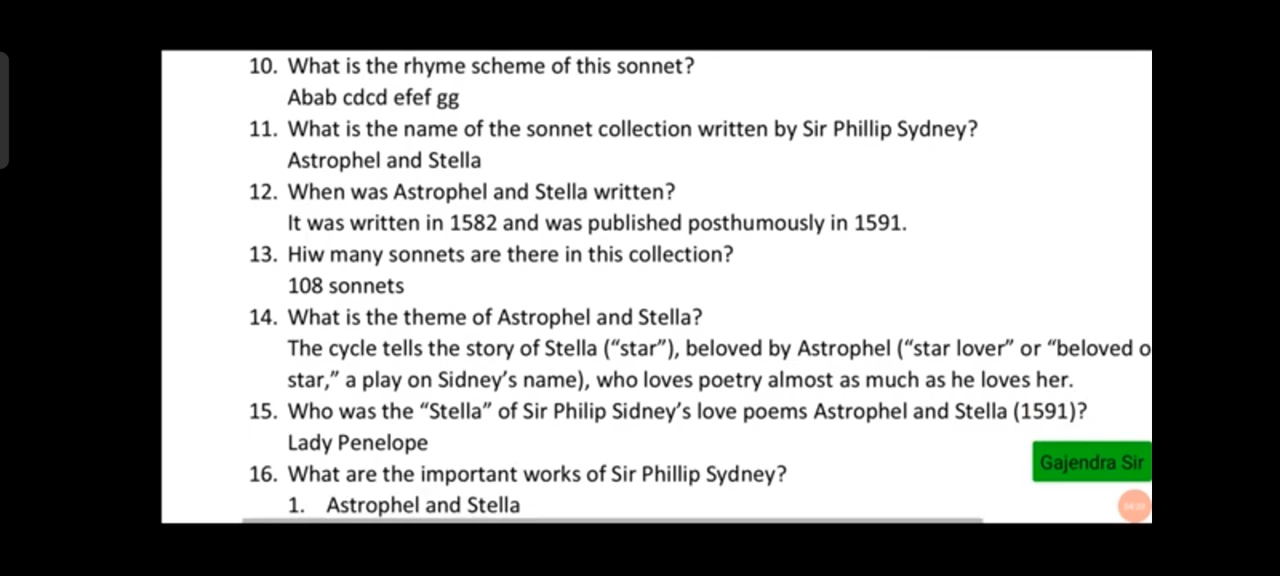 10. What is the rhyme scheme of this sonnet?
Abab cdcd efef gg
11. What is the name of the sonnet collection written by Sir Phillip Sydney?
Astrophel and Stella
12. When was Astrophel and Stella written?
It was written in 1582 and was published posthumously in 1591.
13. Hiw many sonnets are there in this collection?
108 sonnets
14. What is the theme of Astrophel and Stella?
The cycle tells the story of Stella (“star”), beloved by Astrophel (“star lover” or “beloved o
star,” a play on Sidney’s name), who loves poetry almost as much as he loves her.
15. Who was the “Stella” of Sir Philip Sidney’s love poems Astrophel and Stella (1591)?
Lady Penelope
Gajendra Sir
16. What are the important works of Sir Phillip Sydney?
1. Astrophel and Stella